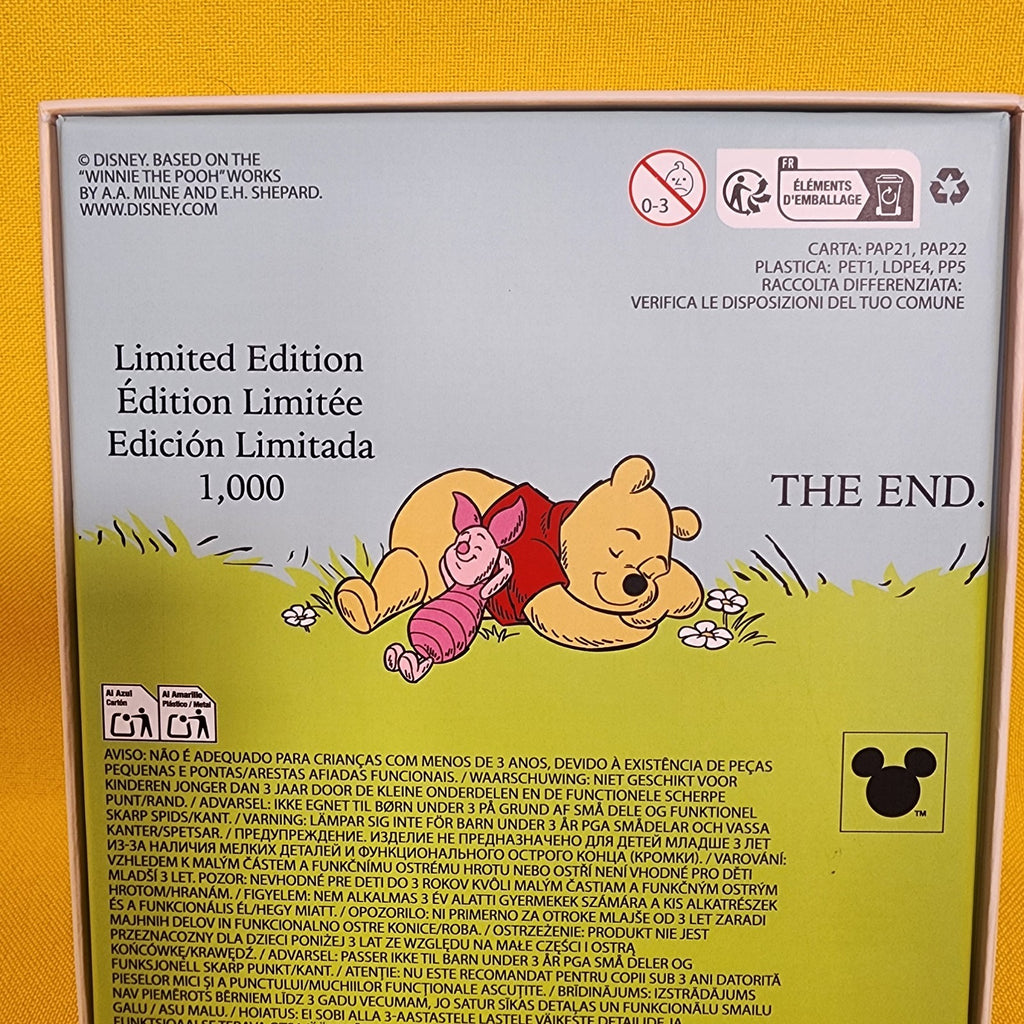 © DISNEY. BASED ON THE
"WINNIE THE POOH" WORKS
BY A.A. MILNE AND E.H. SHEPARD.
WWW.DISNEY.COM
0-3
FR
ÉLÉMENTS
D'EMBALLAGE
CARTA: PAP21, PAP22
PLASTICA: PET1, LDPE4, PP5
RACCOLTA DIFFERENZIATA:
VERIFICA LE DISPOSIZIONI DEL TUO COMUNE
Limited Edition
Édition Limitée
Edición Limitada
1,000
THE END.
Al Azul
Cartón
Al Amarillo
Plástico / Metal
AVISO: NÃO É ADEQUADO PARA CRIANÇAS COM MENOS DE 3 ANOS, DEVIDO À EXISTÊNCIA DE PEÇAS
PEQUENAS E PONTAS/ARESTAS AFIADAS FUNCIONAIS. / WAARSCHUWING: NIET GESCHIKT VOOR
KINDEREN JONGER DAN 3 JAAR DOOR DE KLEINE ONDERDELEN EN DE FUNCTIONELE SCHERPE
PUNT/RAND. / ADVARSEL: IKKE EGNET TIL BØRN UNDER 3 PÅ GRUND AF SMÅ DELE OG FUNKTIONEL
SKARP SPIDS/KANT. / VARNING: LÄMPAR SIG INTE FÖR BARN UNDER 3 ÅR PGA SMÅDELAR OCH VASSA
KANTER/SPETSAR. / ПРЕДУПРЕЖДЕНИЕ. ИЗДЕЛИЕ НЕ ПРЕДНАЗНАЧЕНО ДЛЯ ДЕТЕЙ МЛАДШЕ 3 ЛЕТ
ИЗ-ЗА НАЛИЧИЯ МЕЛКИХ ДЕТАЛЕЙ И ФУНКЦИОНАЛЬНОГО ОСТРОГО КОНЦА (КРОМКИ). / VAROVÁNÍ:
VZHLEDEM K MALÝM ČÁSTEM A FUNKČNÍMU OSTRÉMU HROTU NEBO OSTŘÍ NENÍ VHODNÉ PRO DĚTI
MLADŠÍ 3 LET. POZOR: NEVHODNÉ PRE DETI DO 3 ROKOV KVÔLI MALÝM ČASTIAM A FUNKČNÝM OSTRÝM
HROTOM/HRANÁM. / FIGYELEM: NEM ALKALMAS 3 ÉV ALATTI GYERMEKEK SZÁMÁRA A KIS ALKATRÉSZEK
ÉS A FUNKCIONÁLIS ÉL/HEGY MIATT. / OPOZORILO: NI PRIMERNO ZA OTROKE MLAJŠE OD 3 LET ZARADI
MAJHNIH DELOV IN FUNKCIONALNO OSTRE KONICE/ROBA. / OSTRZEŻENIE: PRODUKT NIE JEST
PRZEZNACZONY DLA DZIECI PONIŻEJ 3 LAT ZE WZGLĘDU NA MAŁE CZĘŚCI I OSTRĄ
KOŃCÓWKĘ/KRAWĘDŹ. / ADVARSEL: PASSER IKKE TIL BARN UNDER 3 ÅR PGA SMÅ DELER OG
FUNKSJONELL SKARP PUNKT/KANT. / ATENȚIE: NU ESTE RECOMANDAT PENTRU COPII SUB 3 ANI DATORITĂ
PIESELOR MICI ȘI A PUNCTULUI/MUCHIILOR FUNCȚIONALE ASCUȚITE. / BRĪDINĀJUMS: IZSTRĀDĀJUMS
NAV PIEMĒROTS BĒRNIEM LĪDZ 3 GADU VECUMAM, JO SATUR SĪKAS DETAĻAS UN FUNKCIONĀLU SMAILU
GALU / ASU MALU. / HOIATUS: EI SOBI ALLA 3-AASTASTELE LASTELE VÄIKESTE DETAILIDE JA
TM